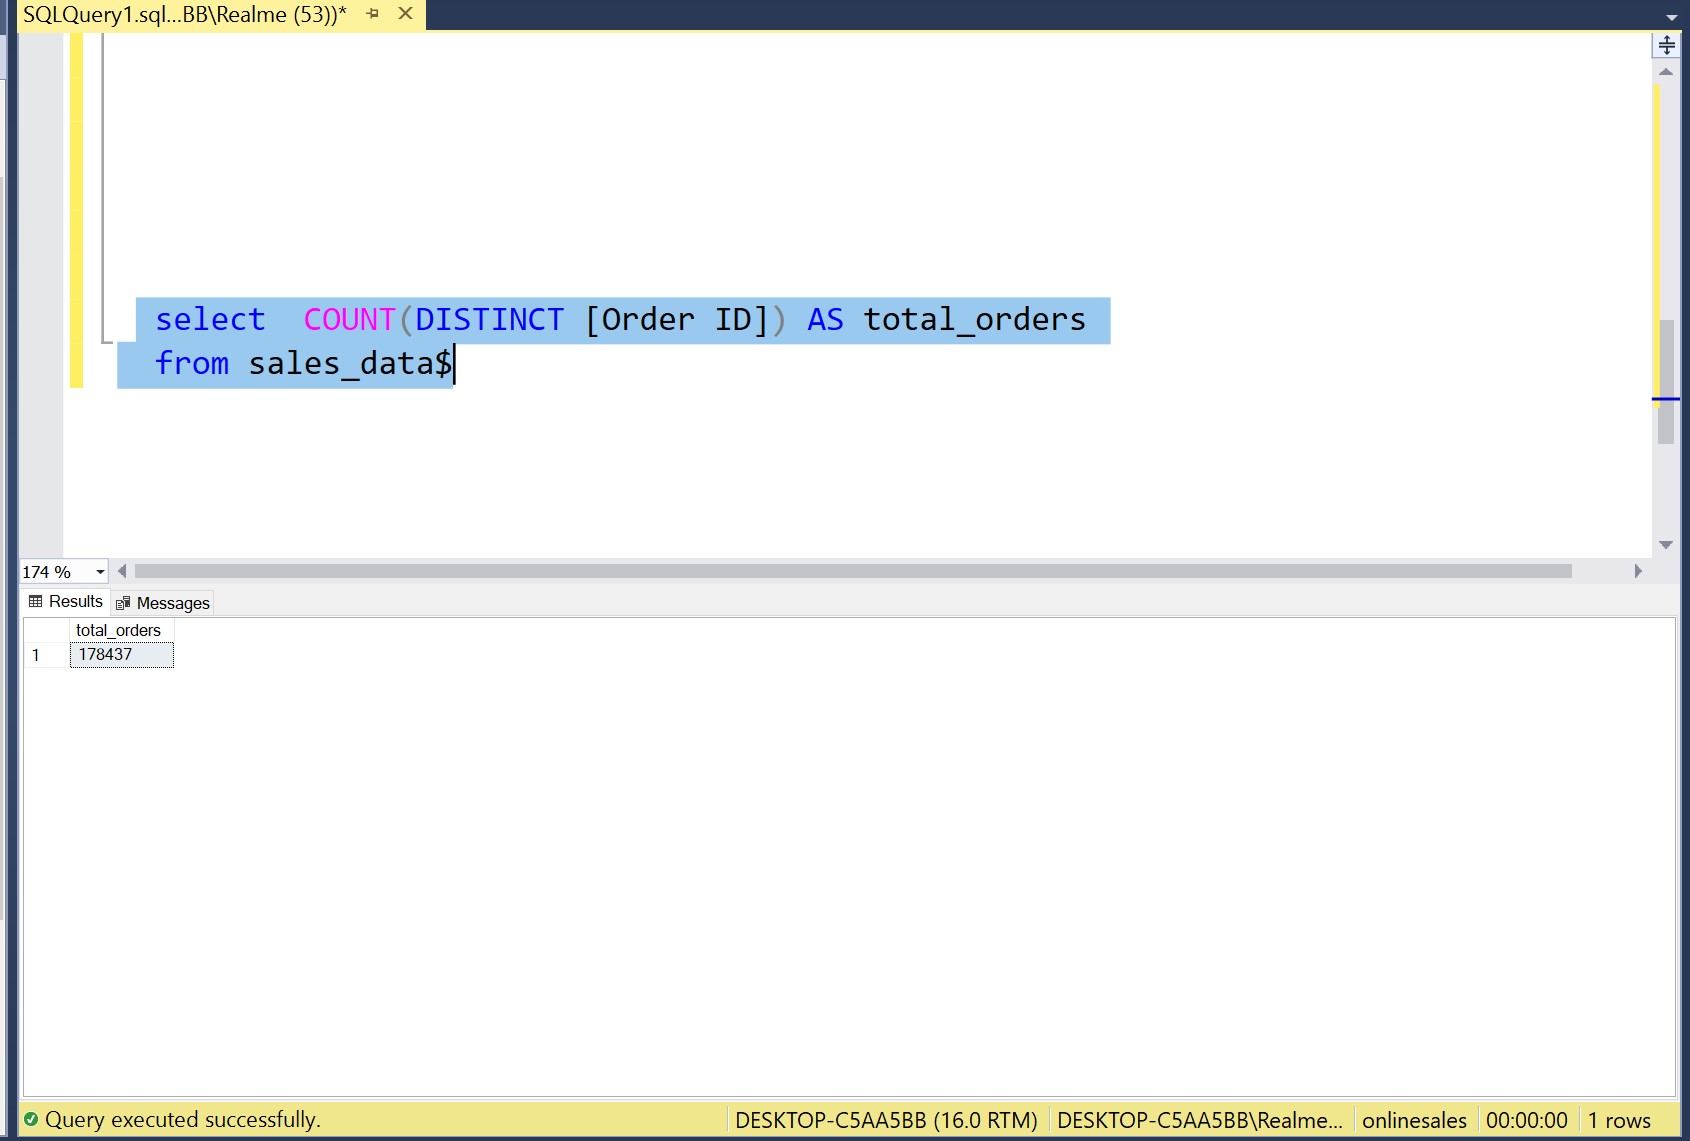 SQLQuery1.sql...BB\Realme (53))*
select  COUNT(DISTINCT [Order ID]) AS total_orders
from sales_data$
174 %
Results
Messages
total_orders
1 178437
Query executed successfully.
DESKTOP-C5AA5BB (16.0 RTM)
DESKTOP-C5AA5BB\Realme...
onlinesales
00:00:00
1 rows